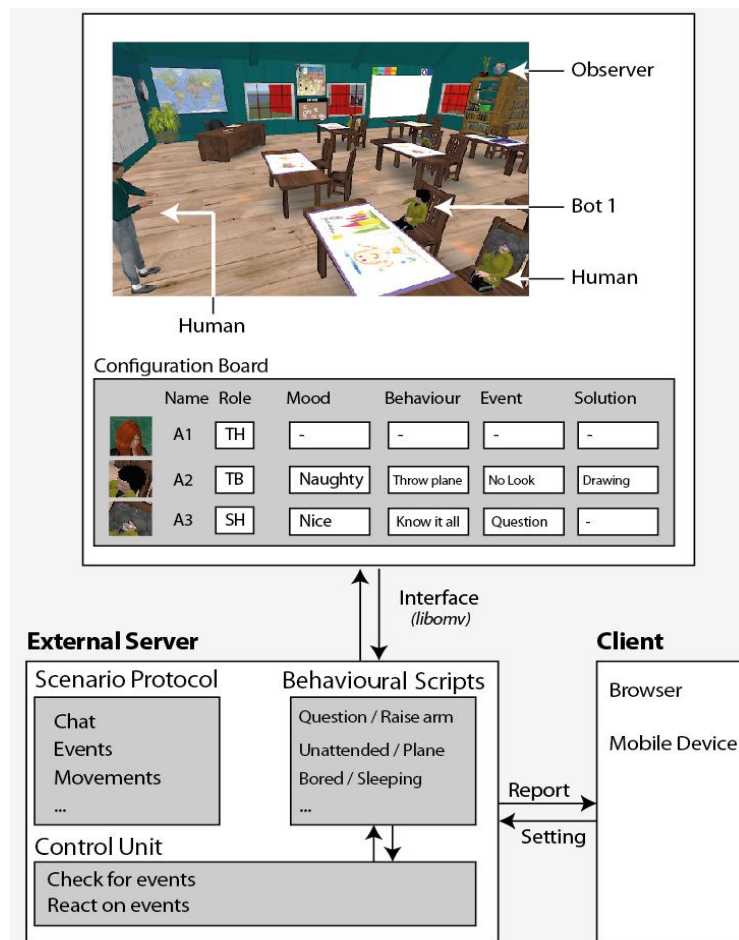 Observer
Bot 1
Human
Human
Configuration Board
Name Role Mood Behaviour Event Solution
A1 TH - - - -
A2 TB Naughty Throw plane No Look Drawing
A3 SH Nice Know it all Question -
Interface
(libomv)
External Server
Client
Scenario Protocol
Chat
Events
Movements
...
Behavioural Scripts
Question / Raise arm
Unattended / Plane
Bored / Sleeping
...
Browser
Mobile Device
Report
Setting
Control Unit
Check for events
React on events